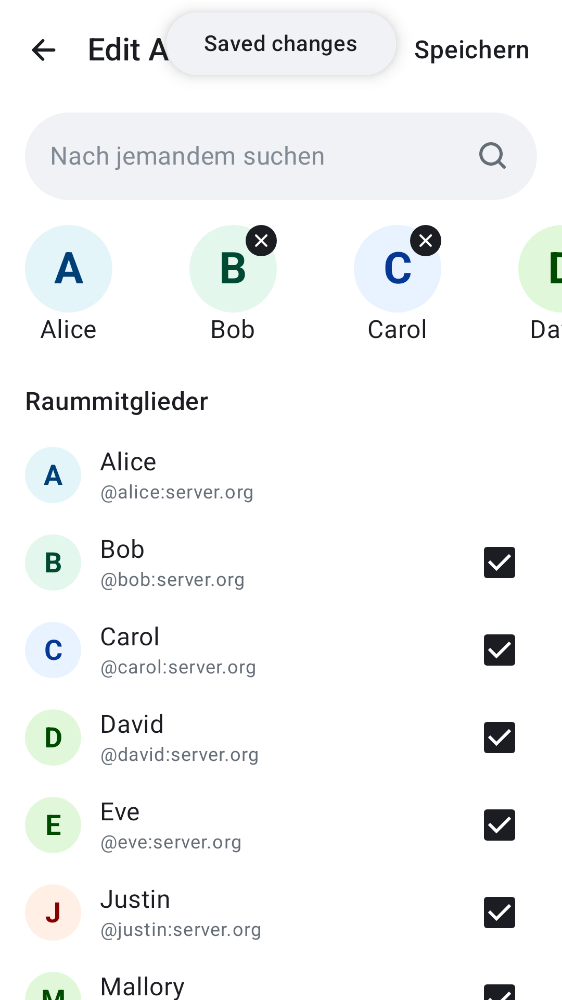 Edit A
Saved changes
Speichern
Nach jemandem suchen
A
B
C
D
Alice
Bob
Carol
Da
Raummitglieder
A
Alice
@alice:server.org
B
Bob
@bob:server.org
C
Carol
@carol:server.org
D
David
@david:server.org
E
Eve
@eve:server.org
J
Justin
@justin:server.org
M
Mallory